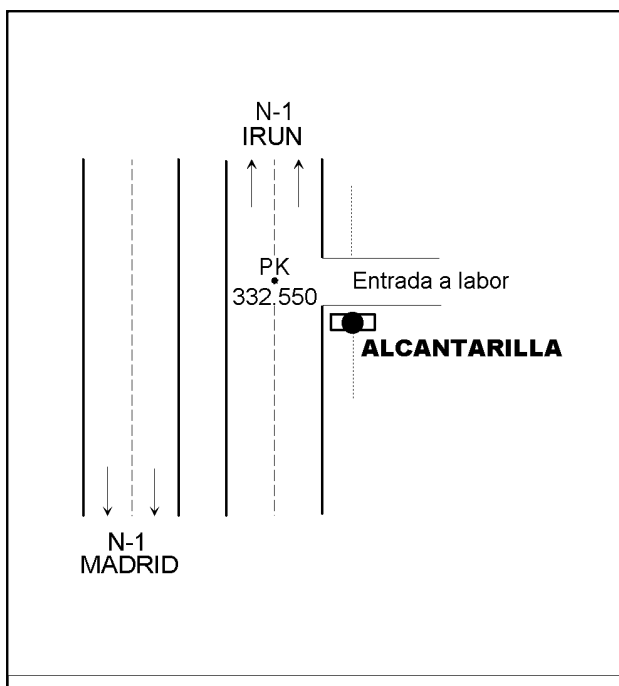 N-1
IRUN
PK
332.550
Entrada a labor
ALCANTARILLA
N-1
MADRID